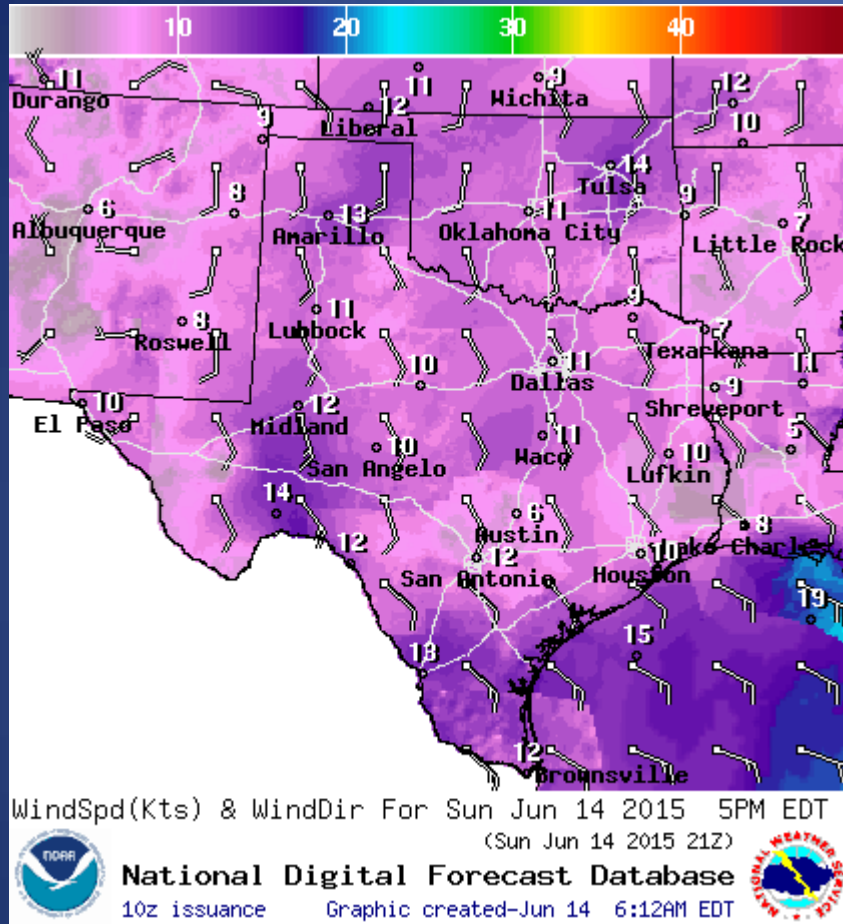 10 20 30 40
11 11 9 12
Durango Wichita
12
Liberal
9 10
14
Tulsa
6 8 13 11 9 7
Albuquerque Amarillo Oklahoma City Little Rock
8 11 9 7
Roswell Lubbock Texarkana
10 11 11
Dallas
10 12 9
El Paso Midland Shreveport
10 11 10 5
San Angelo Waco Lufkin
14 6 8
Austin
12 12 10 Lake Charles
San Antonio Houston
19
13 15
12
Brownsville
WindSpd(Kts) & WindDir For Sun Jun 14 2015 5PM EDT
(Sun Jun 14 2015 21Z)
NOAA
National Digital Forecast Database
10z issuance Graphic created-Jun 14 6:12AM EDT
NATIONAL WEATHER SERVICE